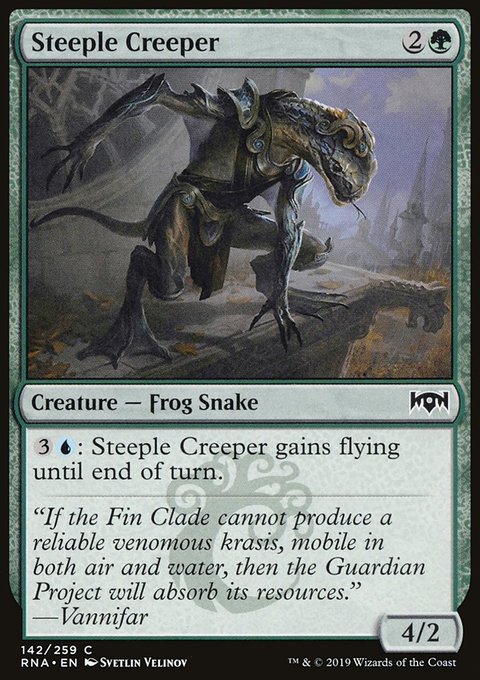 Steeple Creeper 2
Creature — Frog Snake
3 : Steeple Creeper gains flying
until end of turn.
“If the Fin Clade cannot produce a
reliable venomous krasis, mobile in
both air and water, then the Guardian
Project will absorb its resources.”
—Vannifar
4/2
142/259 C
RNA • EN Svetlin Velinov
™ & © 2019 Wizards of the Coast